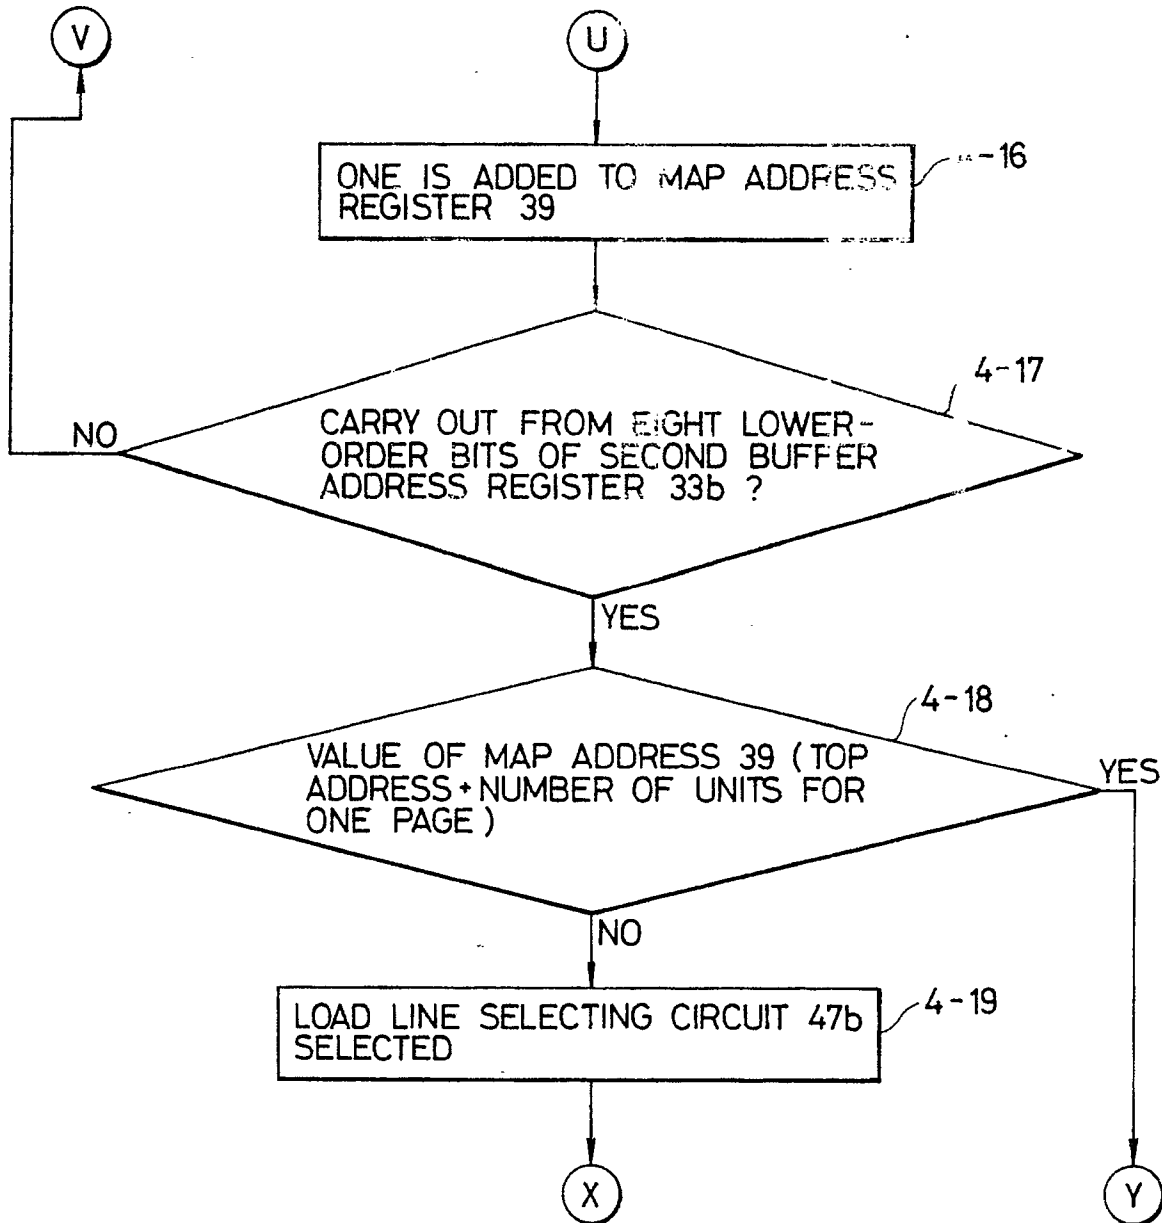 V
U
ONE IS ADDED TO MAP ADDRESS
REGISTER 39
-16
4-17
CARRY OUT FROM EIGHT LOWER-
ORDER BITS OF SECOND BUFFER
ADDRESS REGISTER 33b ?
NO
YES
4-18
VALUE OF MAP ADDRESS 39 (TOP
ADDRESS+NUMBER OF UNITS FOR
ONE PAGE)
YES
NO
LOAD LINE SELECTING CIRCUIT 47b
SELECTED
4-19
X
Y